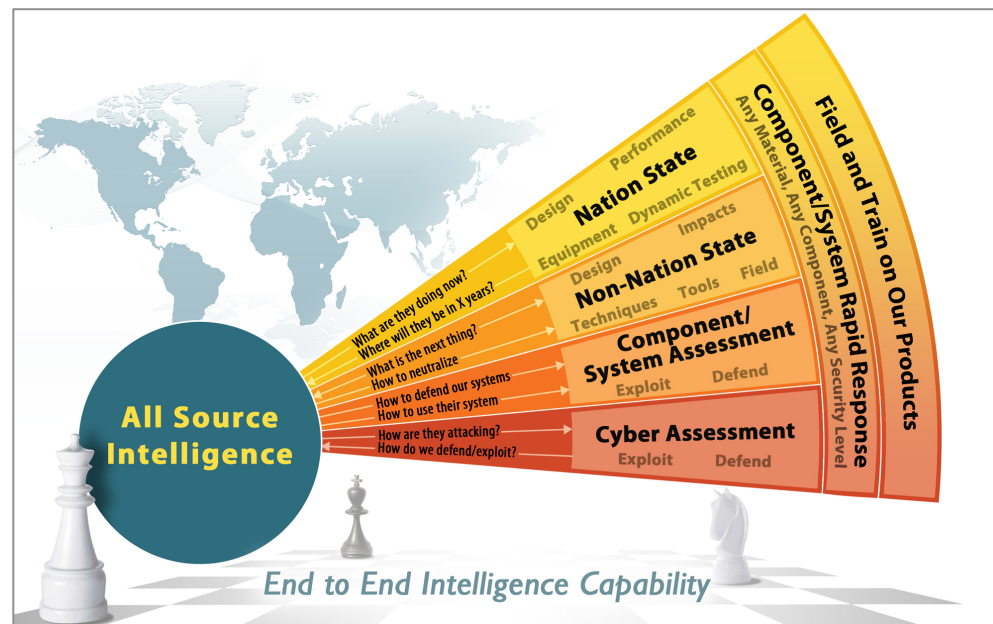 All Source
Intelligence
What are they doing now?
Where will they be in X years?
What is the next thing?
How to neutralize
How to defend our systems
How to use their system
How are they attacking?
How do we defend/exploit?
Design
Performance
Nation State
Equipment
Dynamic Testing
Design
Impacts
Non-Nation State
Techniques
Tools
Field
Component/
System Assessment
Exploit
Defend
Cyber Assessment
Exploit
Defend
Component/System Rapid Response
Any Material, Any Component, Any Security Level
Field and Train on Our Products
End to End Intelligence Capability